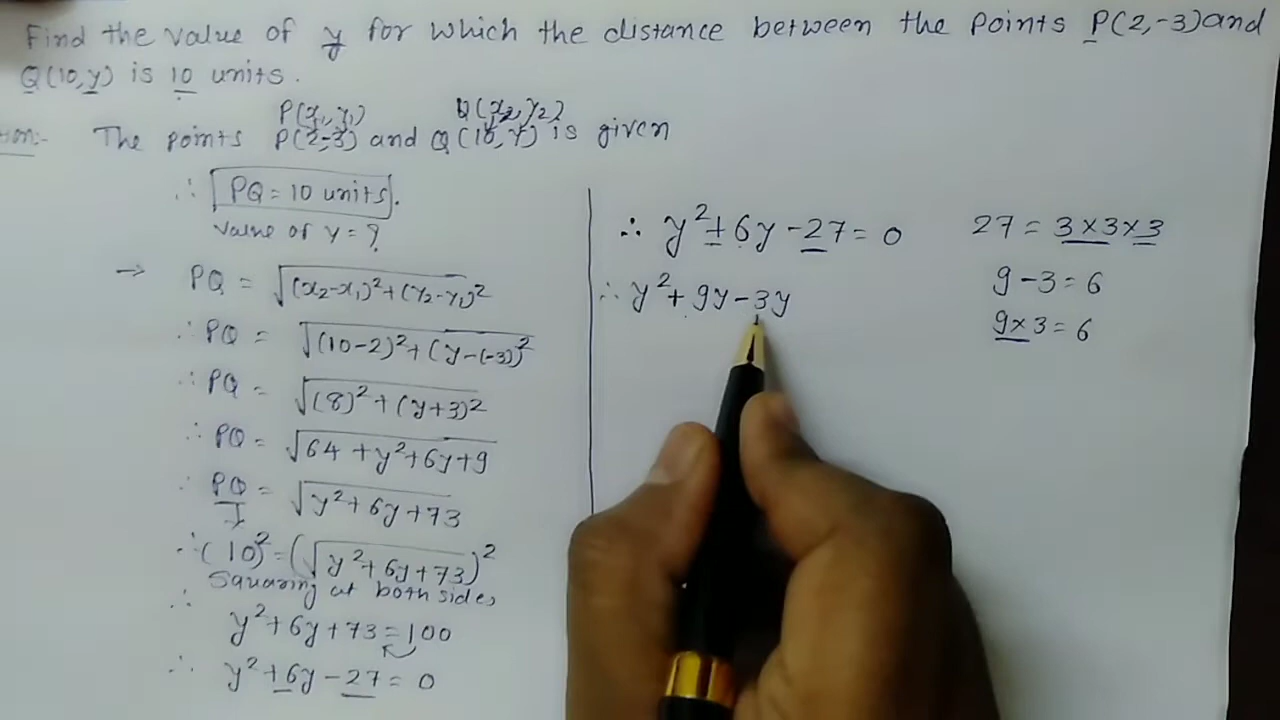 Find the value of y for which the distance between the points P(2,-3) and
Q(10,y) is 10 units.
P(x₁,y₁) Q(x₂,y₂)
The points P(2-3) and Q(10,Y) is given
∴ PQ = 10 units.
value of y = ?
→ PQ = √(x₂-x₁)²+(y₂-y₁)²
∴ PQ = √(10-2)²+(y-(-3))²
∴ PQ = √(8)²+(y+3)²
∴ PQ = √64+y²+6y+9
∴ PQ = √y²+6y+73
∴ (10)² = (√y²+6y+73)²
Squaring at both sides
∴ y²+6y+73=100
∴ y²+6y-27=0
∴ y²+6y-27=0
∴ y²+9y-3y
27 = 3×3×3
9-3=6
9×3=6